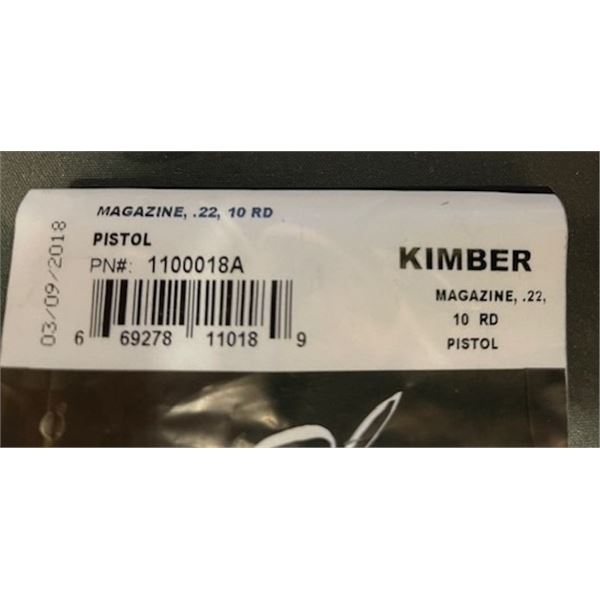 MAGAZINE, .22, 10 RD
PISTOL
PN#: 1100018A
6 69278 11018 9
03/09/2018
KIMBER
MAGAZINE, .22,
10 RD
PISTOL